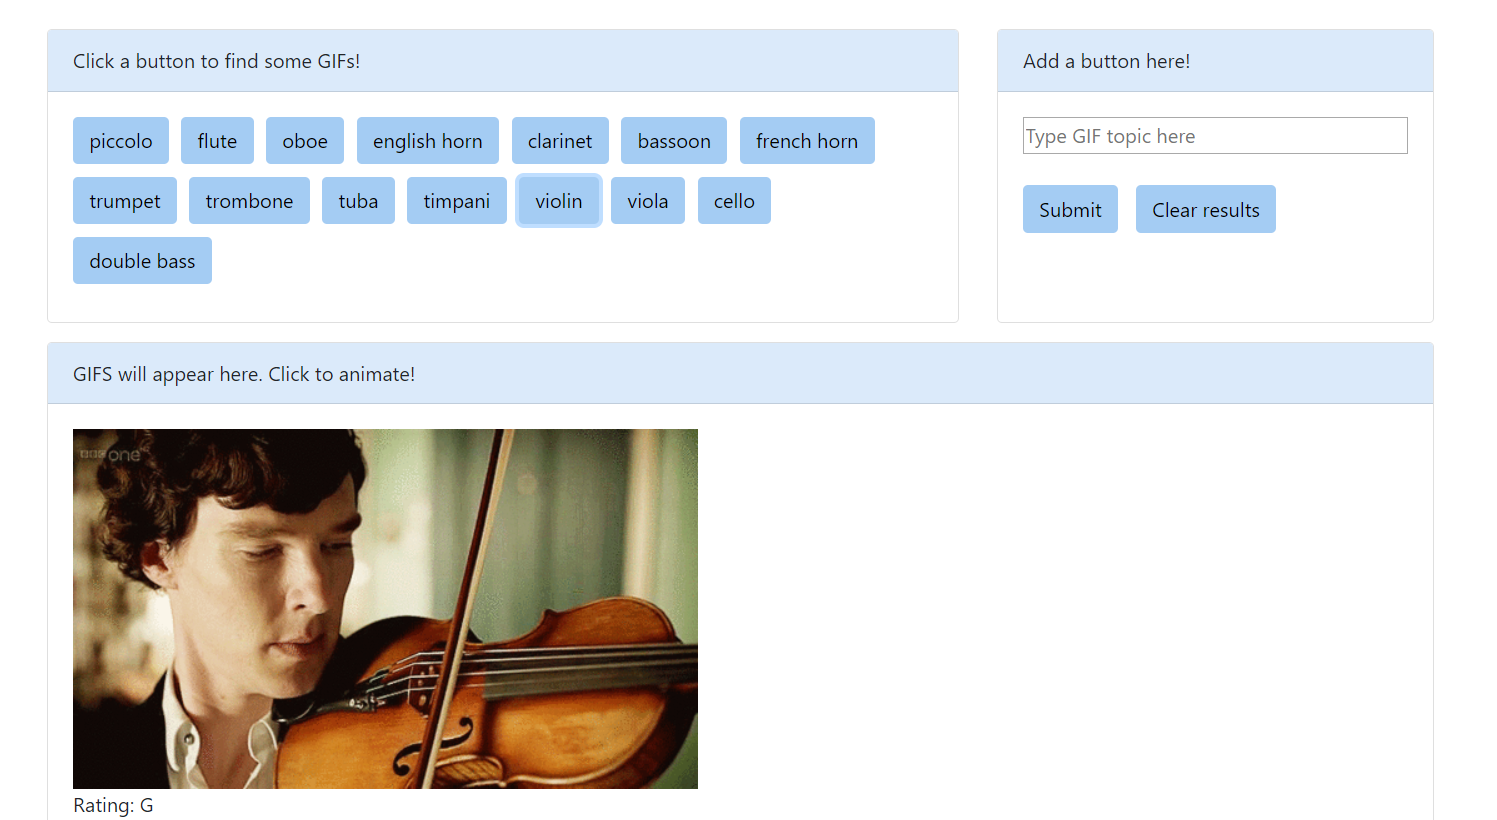 Click a button to find some GIFs!
piccolo flute oboe english horn clarinet bassoon french horn
trumpet trombone tuba timpani violin viola cello
double bass
Add a button here!
Type GIF topic here
Submit Clear results
GIFS will appear here. Click to animate!
BBC one
Rating: G